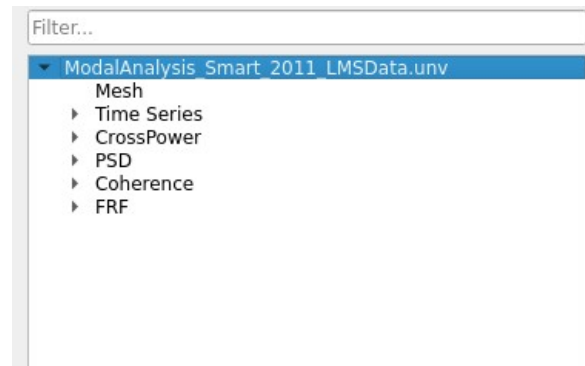 Filter...
ModalAnalysis_Smart_2011_LMSData.unv
Mesh
Time Series
CrossPower
PSD
Coherence
FRF